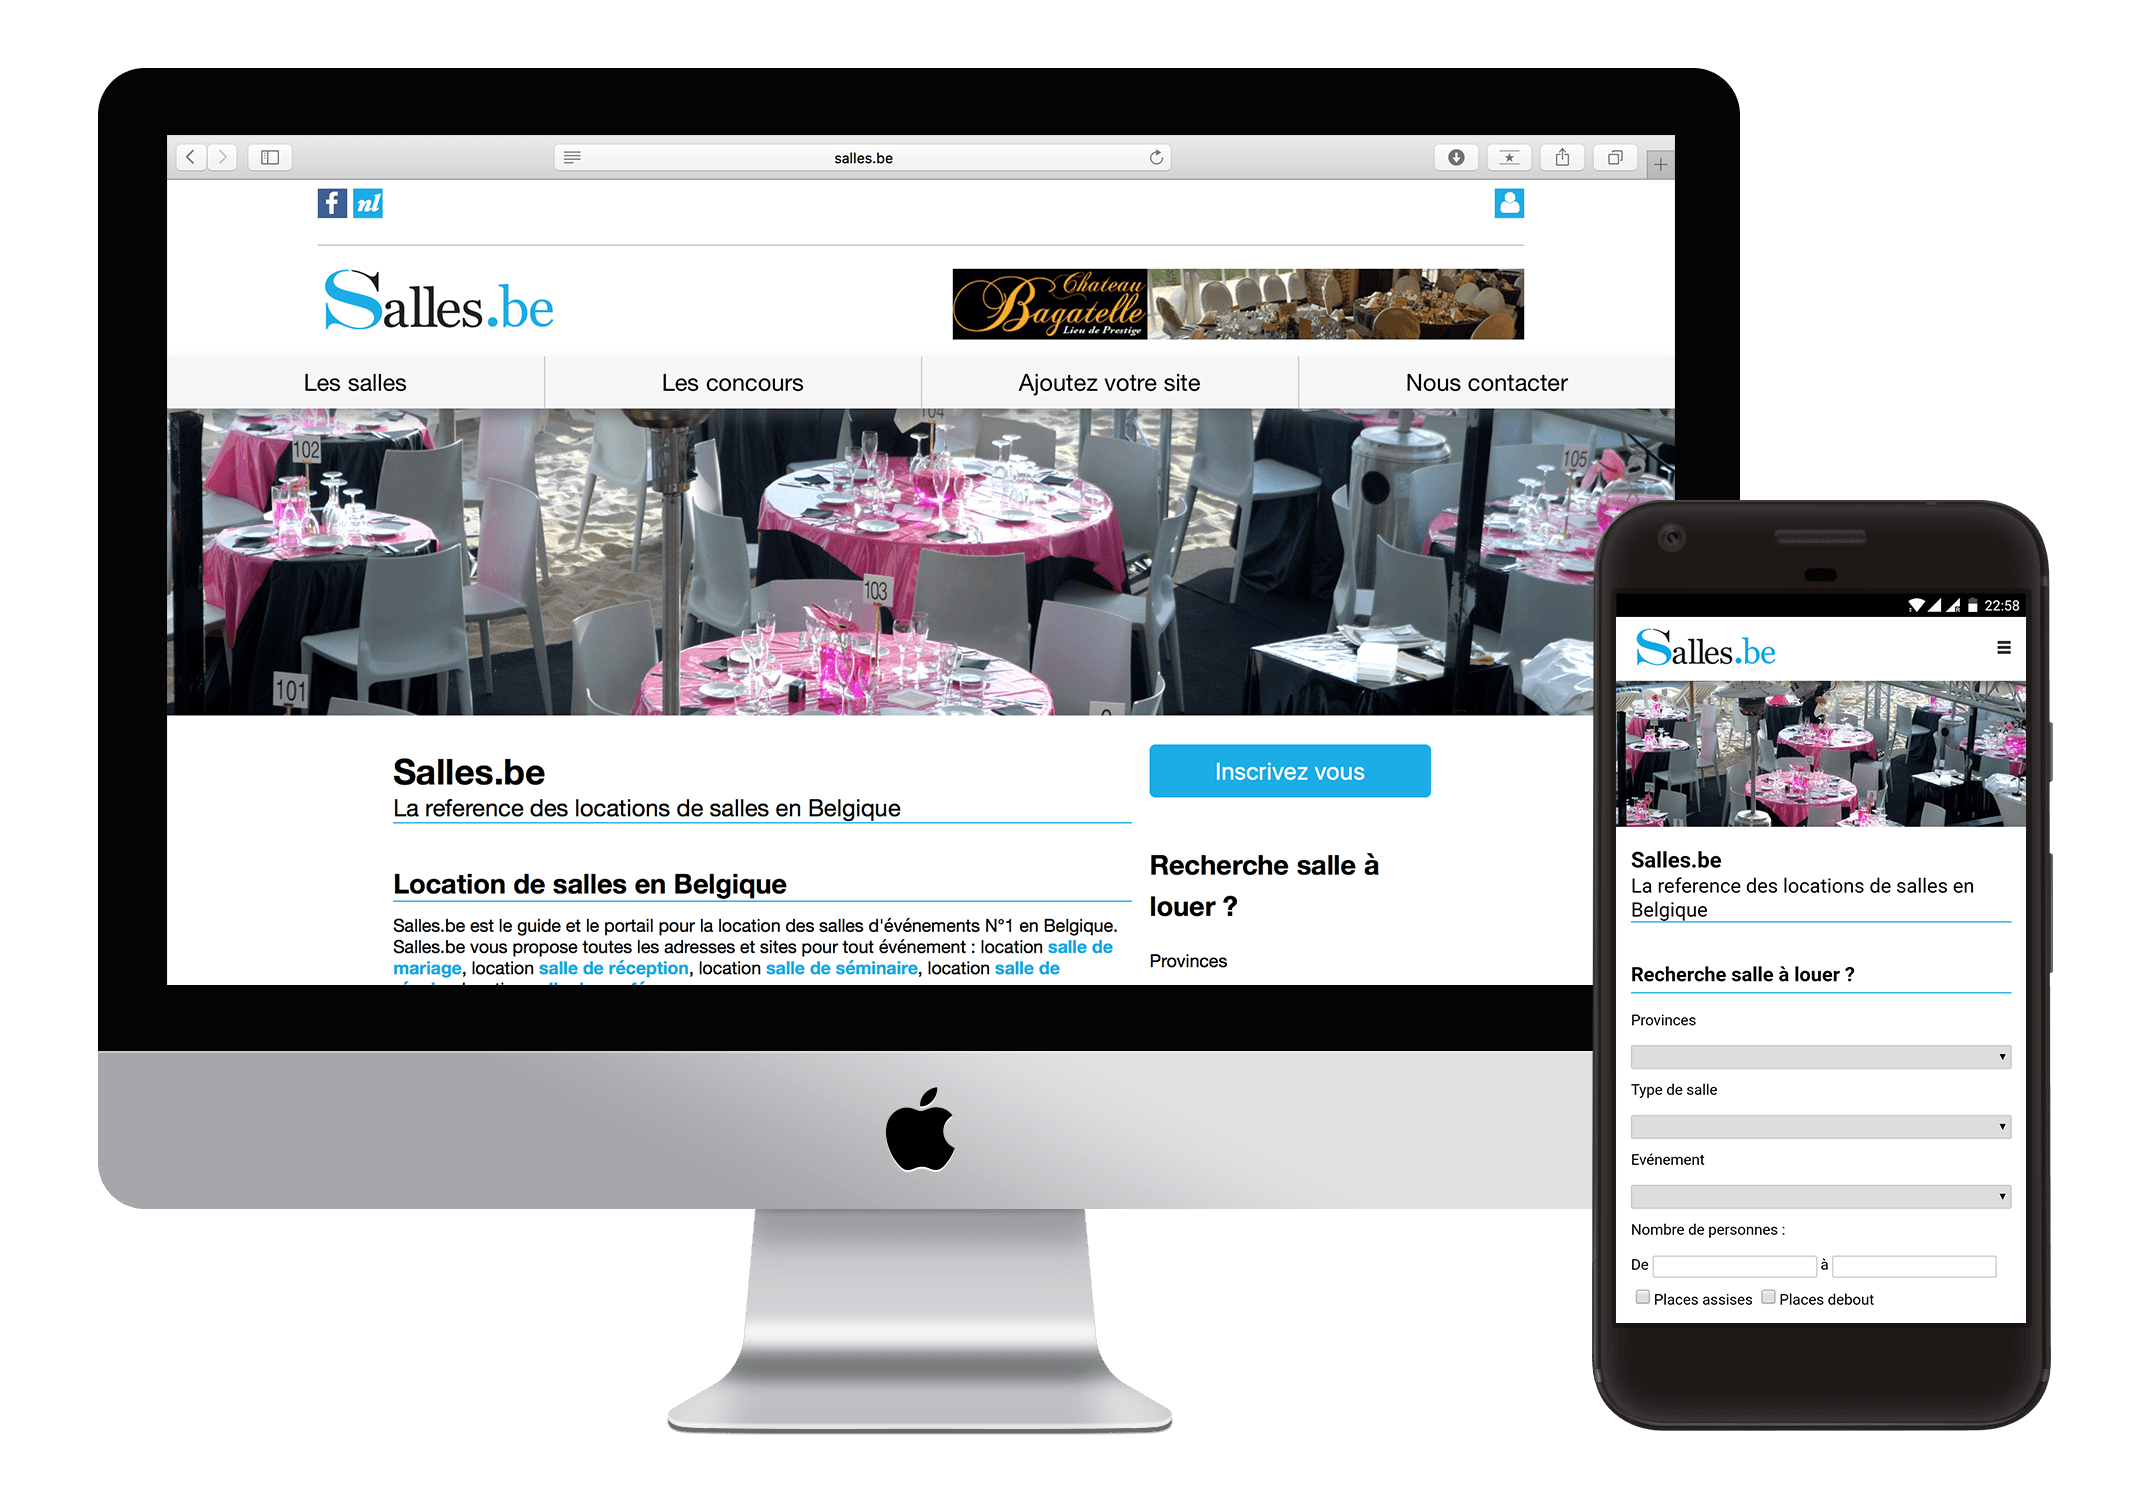 salles.be
f nl
Salles.be
Chateau
Bagatelle
Lieu de Prestige
Les salles
Les concours
Ajoutez votre site
Nous contacter
102
104
105
103
101
Salles.be
La reference des locations de salles en Belgique
Location de salles en Belgique
Salles.be est le guide et le portail pour la location des salles d'événements N°1 en Belgique.
Salles.be vous propose toutes les adresses et sites pour tout événement : location salle de
mariage, location salle de réception, location salle de séminaire, location salle de
Inscrivez vous
Recherche salle à
louer ?
Provinces
22:58
Salles.be
Salles.be
La reference des locations de salles en
Belgique
Recherche salle à louer ?
Provinces
Type de salle
Evénement
Nombre de personnes :
De à
Places assises Places debout